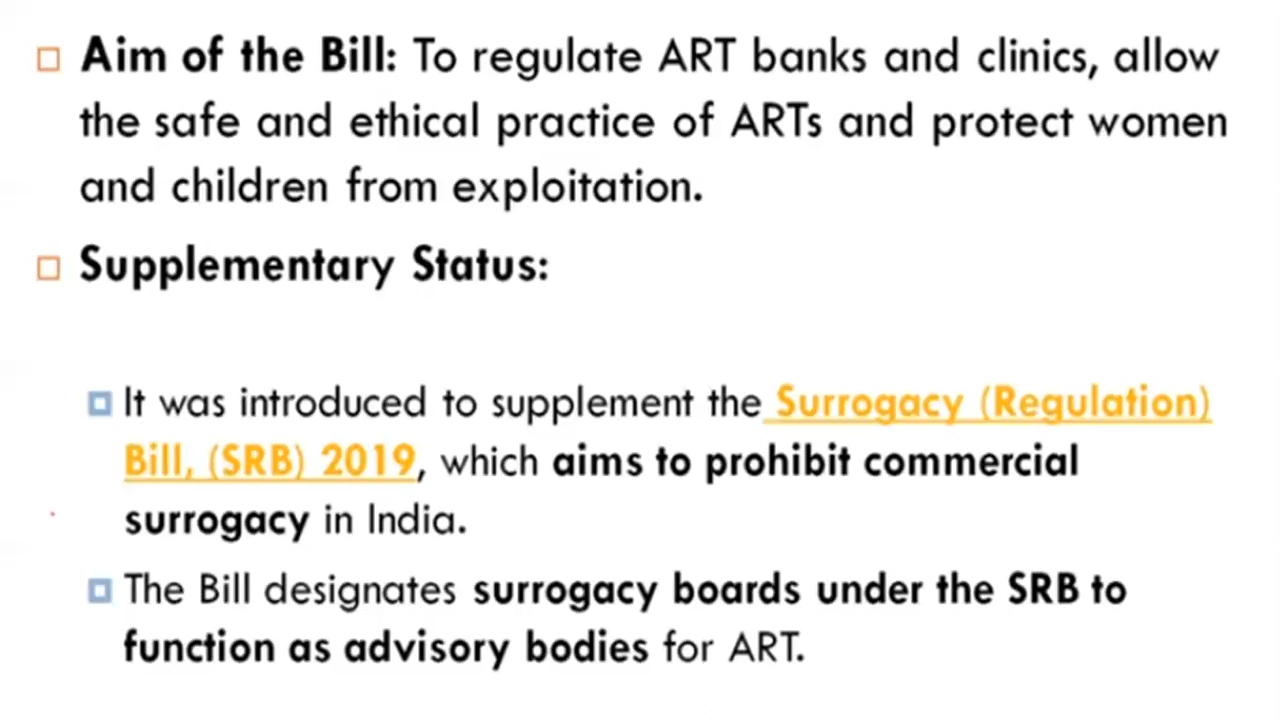 Aim of the Bill: To regulate ART banks and clinics, allow
the safe and ethical practice of ARTs and protect women
and children from exploitation.
Supplementary Status:
It was introduced to supplement the Surrogacy (Regulation)
Bill, (SRB) 2019, which aims to prohibit commercial
surrogacy in India.
The Bill designates surrogacy boards under the SRB to
function as advisory bodies for ART.